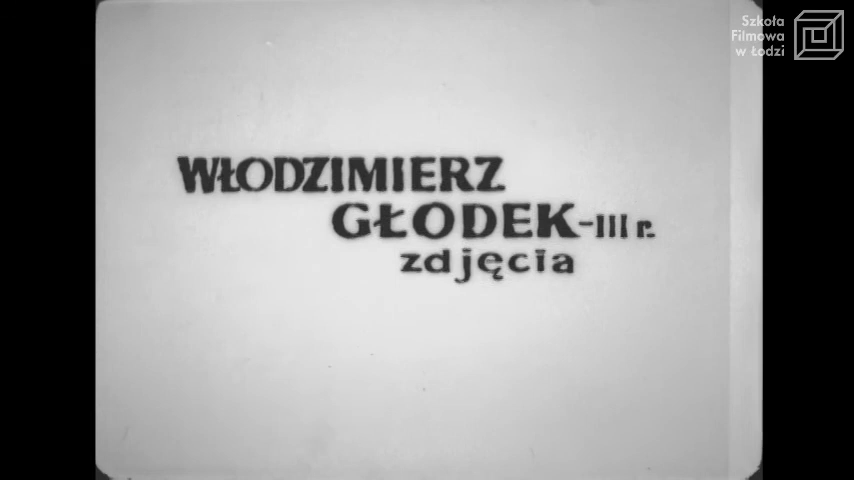 Szkoła
Filmowa
w Łodzi
WŁODZIMIERZ
GŁODEK-III r.
zdjęcia